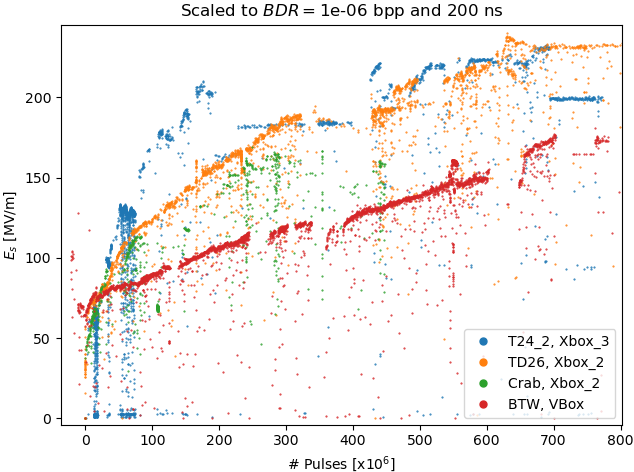 Scaled to BDR = 1e-06 bpp and 200 ns
E_s [MV/m]
200
150
100
50
0
0 100 200 300 400 500 600 700 800
# Pulses [x10^6]
T24_2, Xbox_3
TD26, Xbox_2
Crab, Xbox_2
BTW, VBox